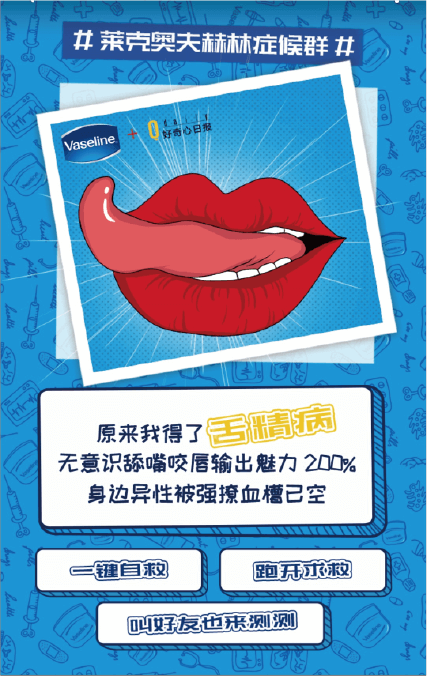 #莱克奥夫赫林症候群#
Vaseline + 好奇心日报
原来我得了 舌精病
无意识舔嘴咬唇输出魅力200%
身边异性被强撩血槽已空
一键自救
跑开求救
叫好友也来测测